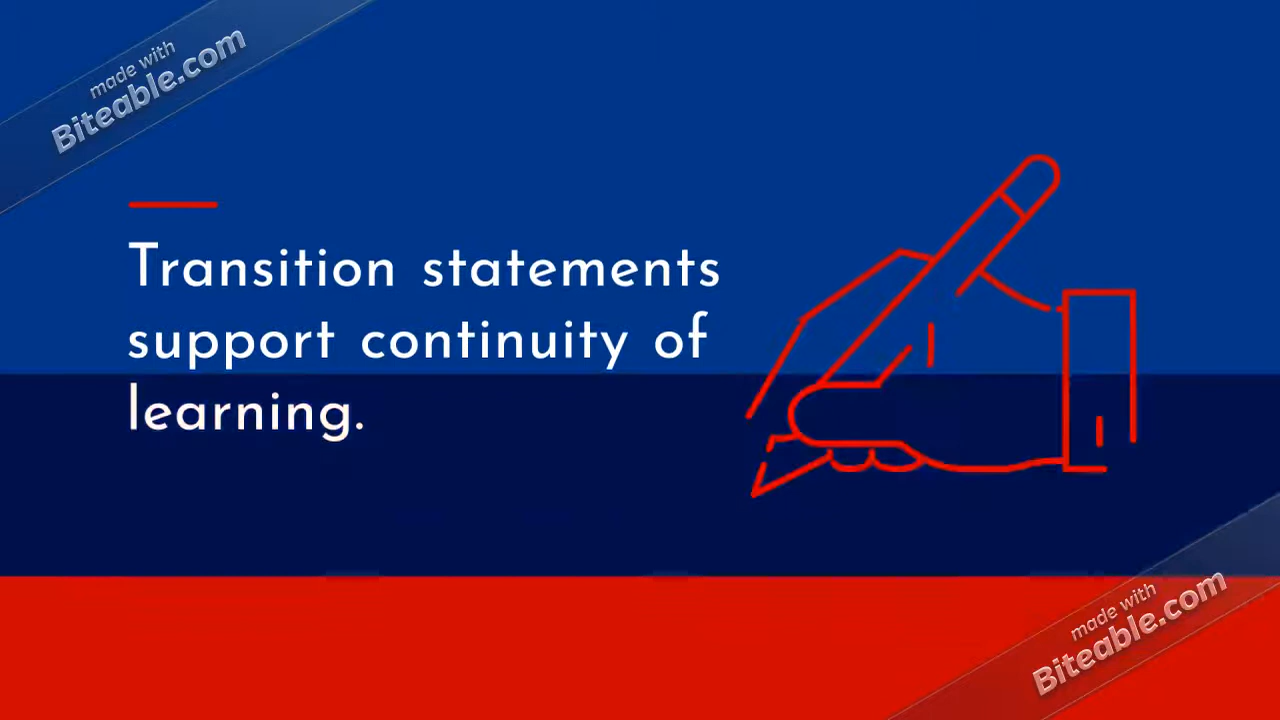 made with
Biteable.com
Transition statements
support continuity of
learning.
made with
Biteable.com